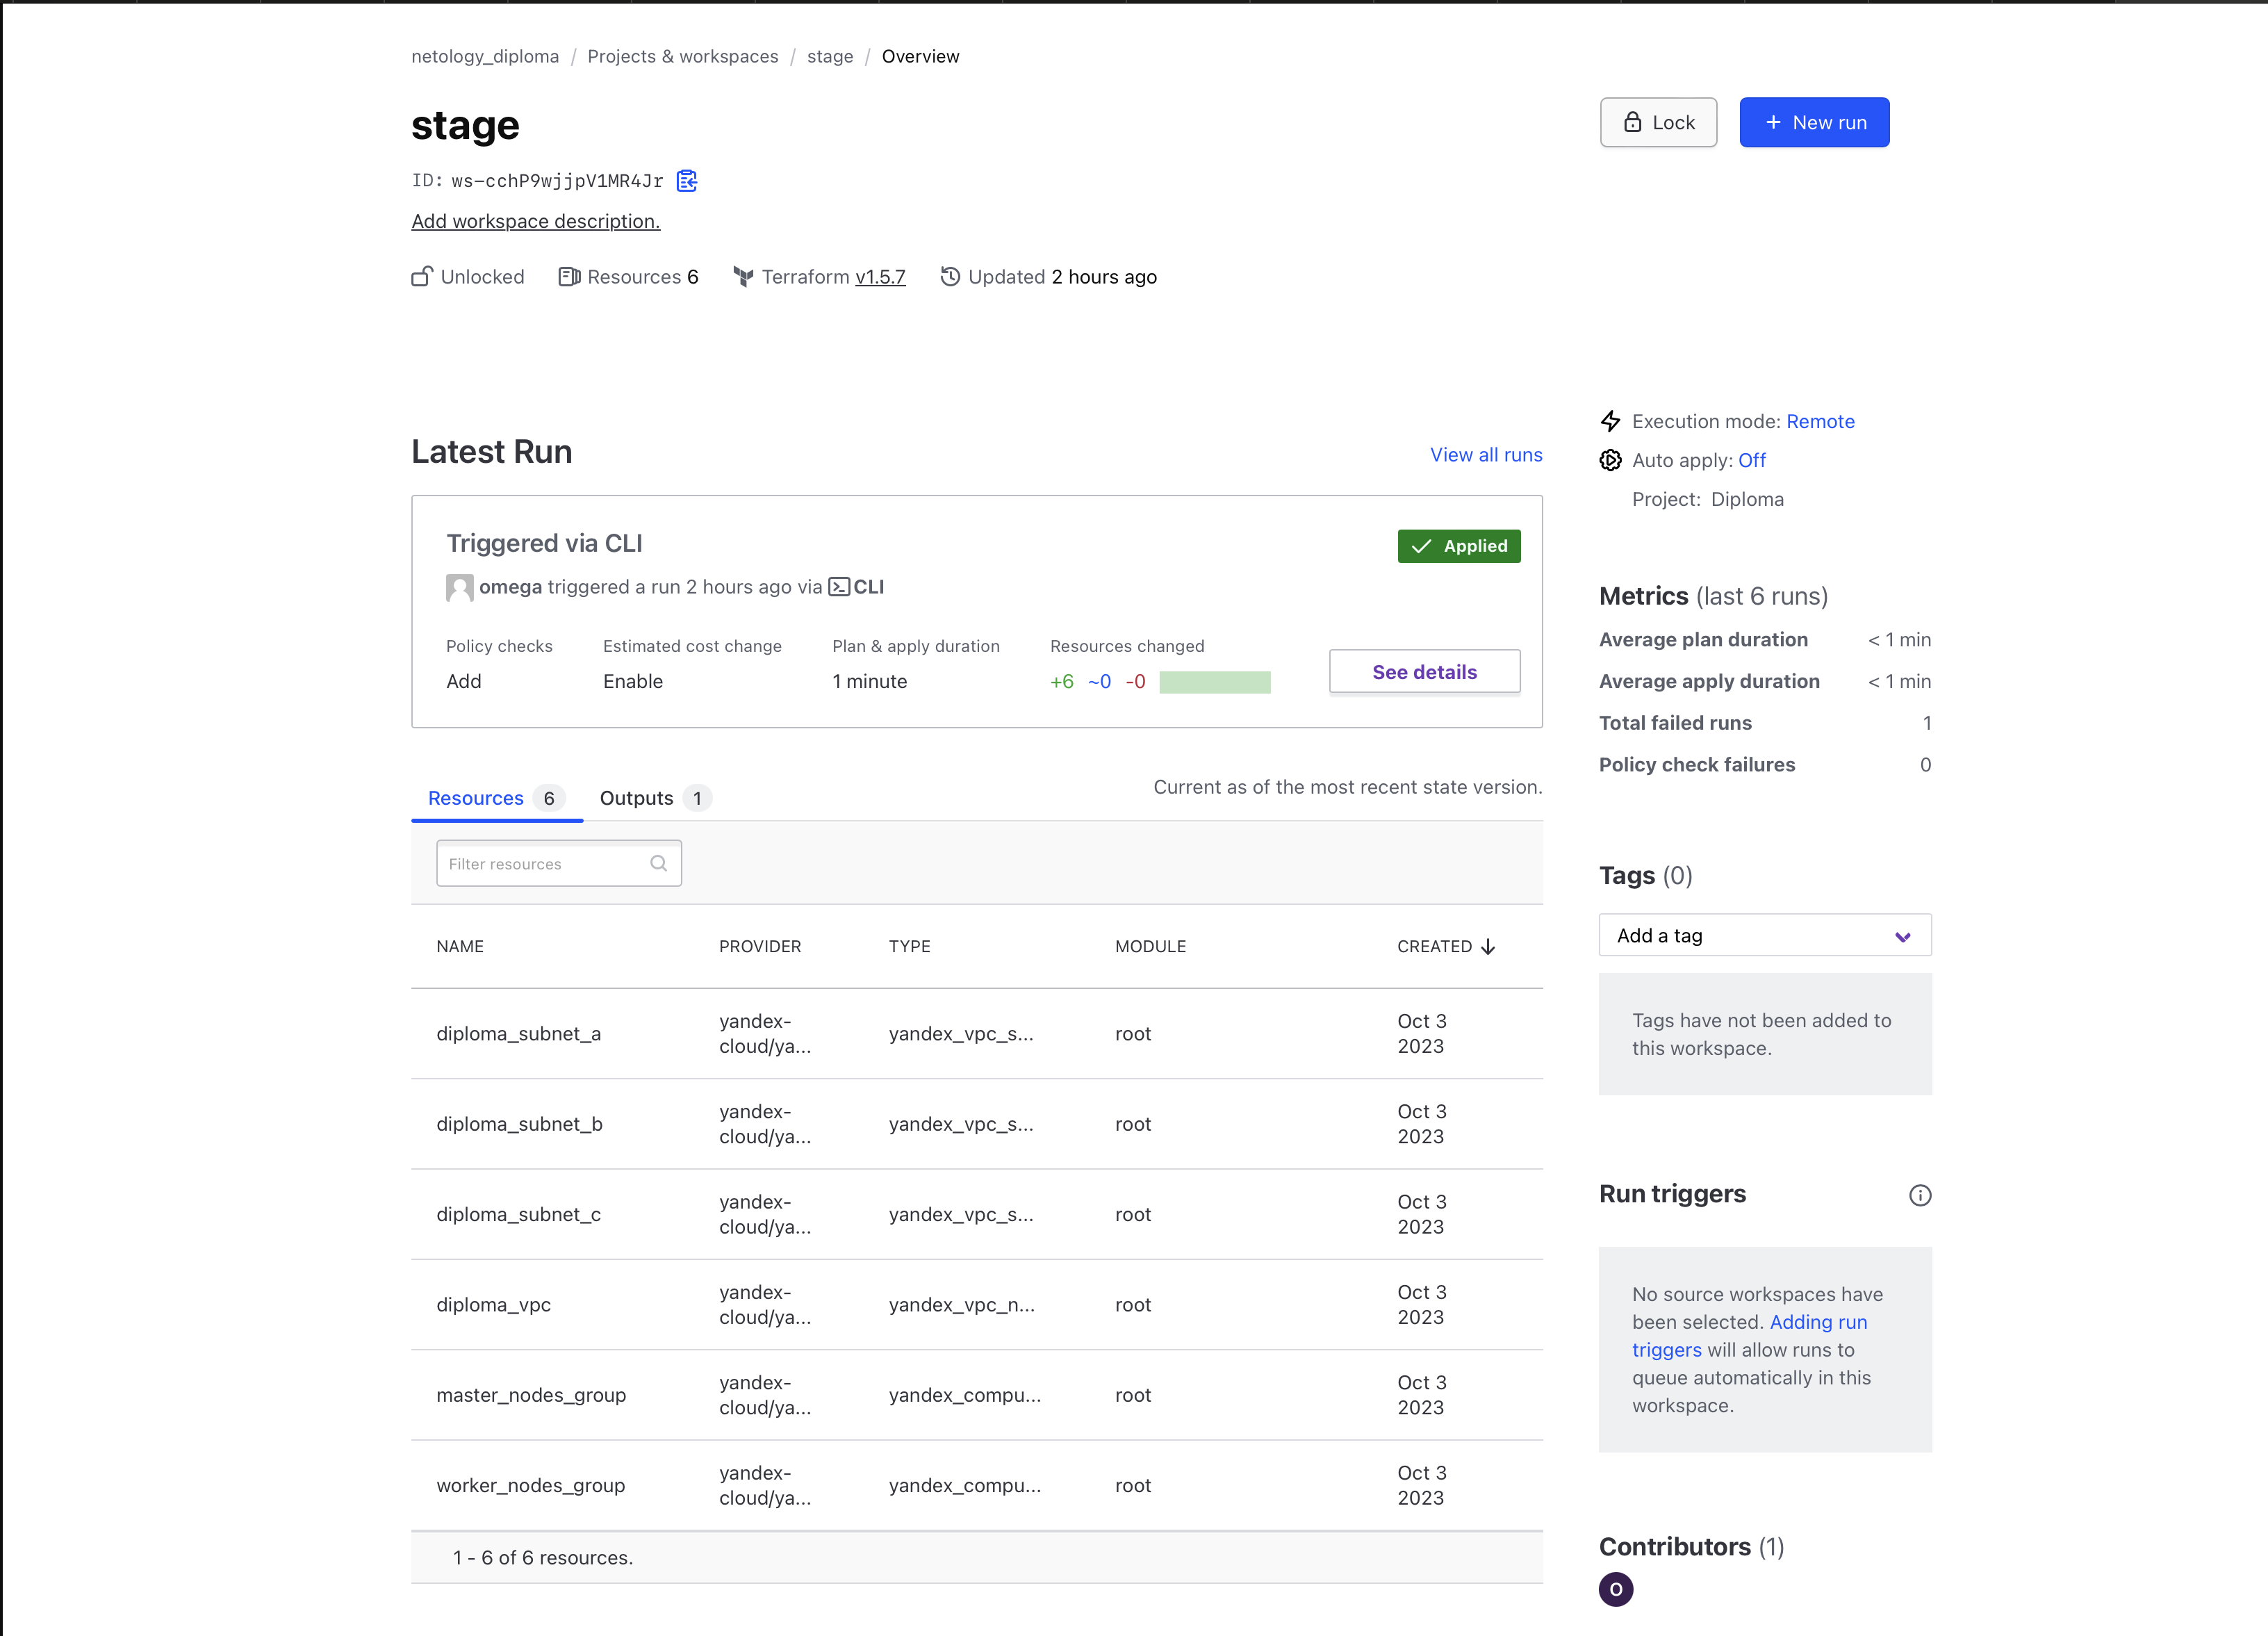 netology_diploma / Projects & workspaces / stage / Overview
stage
Lock
+ New run
ID: ws-cchP9wjjpV1MR4Jr
Add workspace description.
Unlocked Resources 6 Terraform v1.5.7 Updated 2 hours ago
Latest Run
View all runs
Triggered via CLI
Applied
omega triggered a run 2 hours ago via CLI
Policy checks Estimated cost change Plan & apply duration Resources changed
Add Enable 1 minute +6 ~0 -0
See details
Resources 6 Outputs 1
Current as of the most recent state version.
Filter resources
NAME PROVIDER TYPE MODULE CREATED
diploma_subnet_a yandex-cloud/ya... yandex_vpc_s... root Oct 3 2023
diploma_subnet_b yandex-cloud/ya... yandex_vpc_s... root Oct 3 2023
diploma_subnet_c yandex-cloud/ya... yandex_vpc_s... root Oct 3 2023
diploma_vpc yandex-cloud/ya... yandex_vpc_n... root Oct 3 2023
master_nodes_group yandex-cloud/ya... yandex_compu... root Oct 3 2023
worker_nodes_group yandex-cloud/ya... yandex_compu... root Oct 3 2023
1 - 6 of 6 resources.
Execution mode: Remote
Auto apply: Off
Project: Diploma
Metrics (last 6 runs)
Average plan duration < 1 min
Average apply duration < 1 min
Total failed runs 1
Policy check failures 0
Tags (0)
Add a tag
Tags have not been added to
this workspace.
Run triggers
No source workspaces have
been selected. Adding run
triggers will allow runs to
queue automatically in this
workspace.
Contributors (1)
O